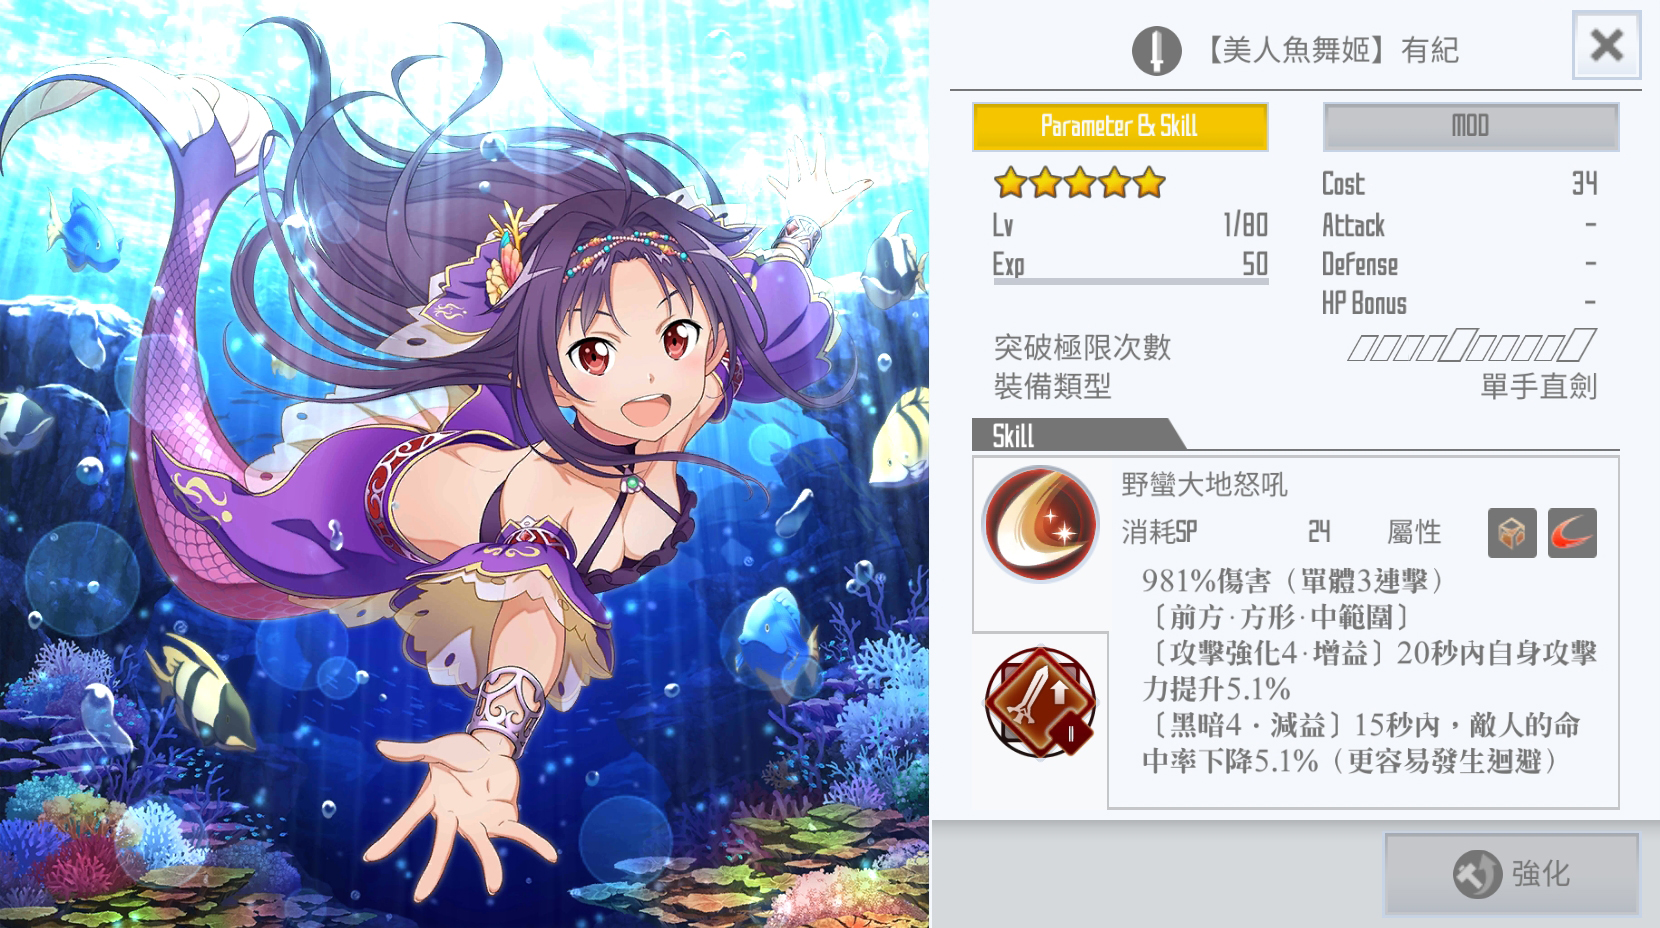 【美人魚舞姬】有紀
Parameter & Skill
MOD
Lv 1/80
Exp 50
Cost 34
Attack -
Defense -
HP Bonus -
突破極限次數
裝備類型 單手直劍
Skill
野蠻大地怒吼
消耗SP 24 屬性
981%傷害（單體3連擊）
〔前方·方形·中範圍〕
〔攻擊強化4·增益〕20秒內自身攻擊
力提升5.1%
〔黑暗4·減益〕15秒內，敵人的命
中率下降5.1%（更容易發生迴避）
II
強化